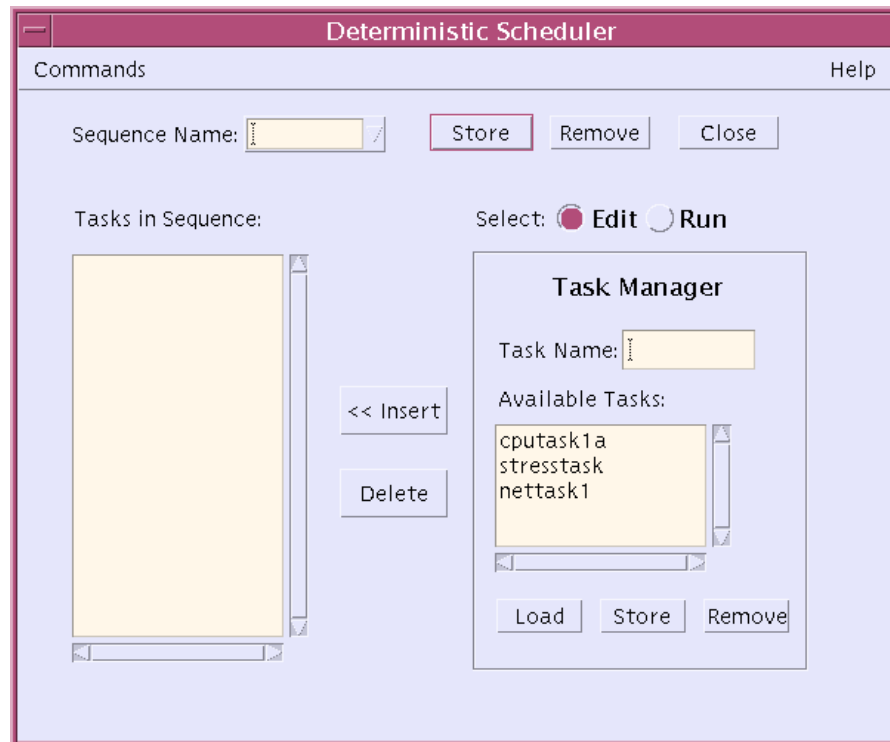 Deterministic Scheduler
Commands Help
Sequence Name: Store Remove Close
Tasks in Sequence:
Select: Edit Run
Task Manager
Task Name:
Available Tasks:
cputask1a
stresstask
nettask1
<< Insert
Delete
Load Store Remove